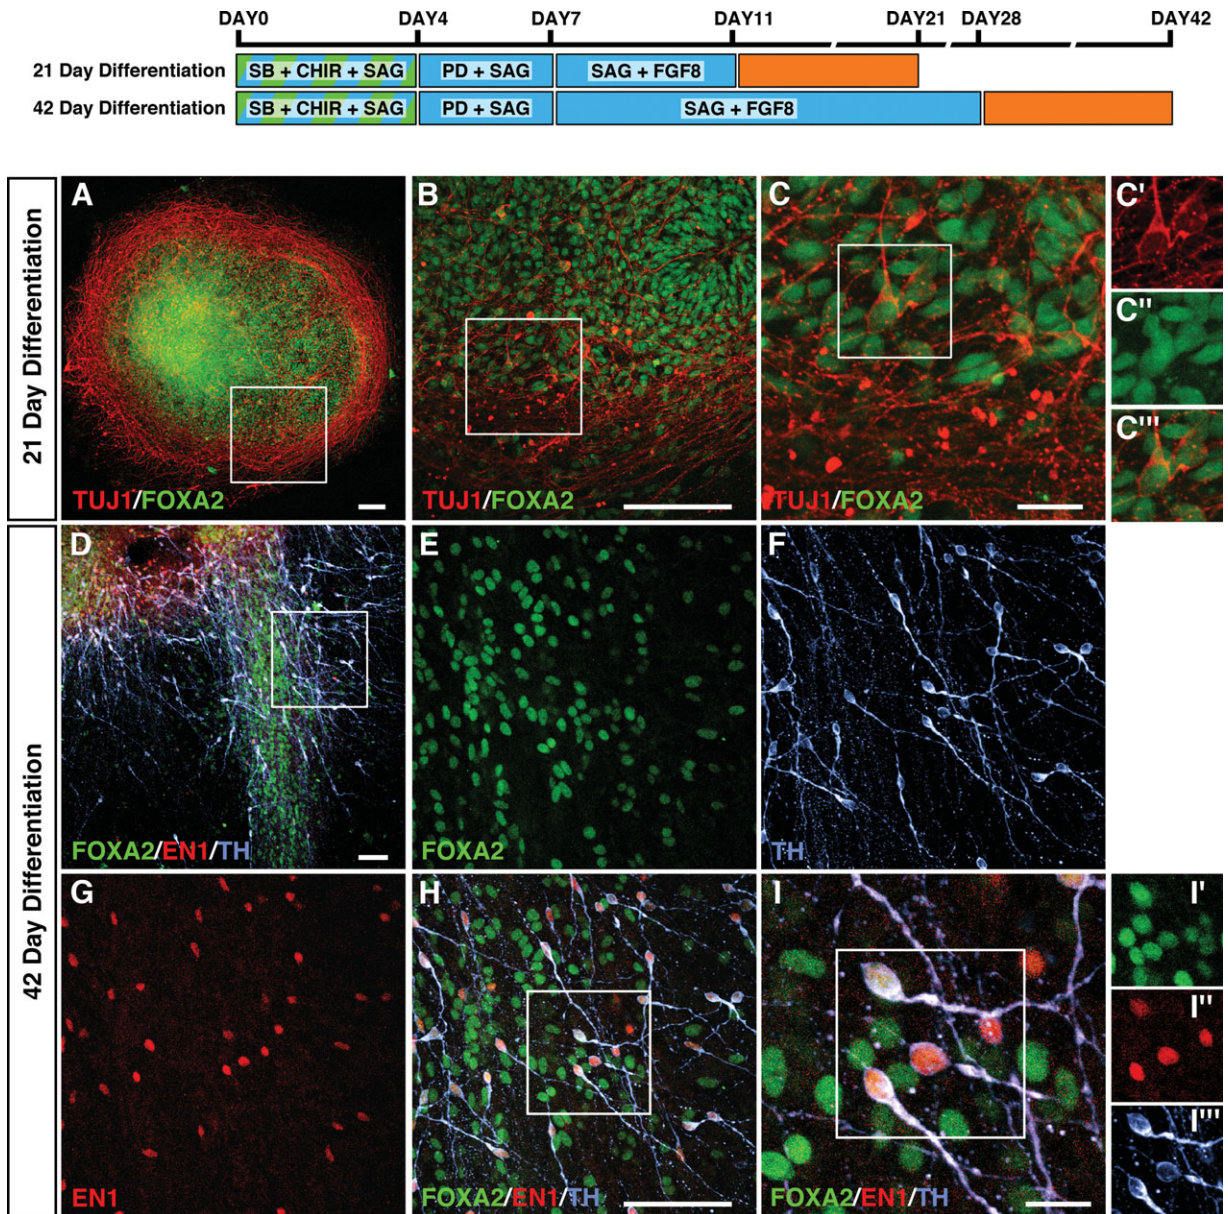 DAY0 DAY4 DAY7 DAY11 DAY21 DAY28 DAY42
21 Day Differentiation SB + CHIR + SAG PD + SAG SAG + FGF8
42 Day Differentiation SB + CHIR + SAG PD + SAG SAG + FGF8
21 Day Differentiation
A
TUJ1/FOXA2
B
TUJ1/FOXA2
C
TUJ1/FOXA2
C'
C''
C'''
42 Day Differentiation
D
FOXA2/EN1/TH
E
FOXA2
F
TH
G
EN1
H
FOXA2/EN1/TH
I
FOXA2/EN1/TH
I'
I''
I'''